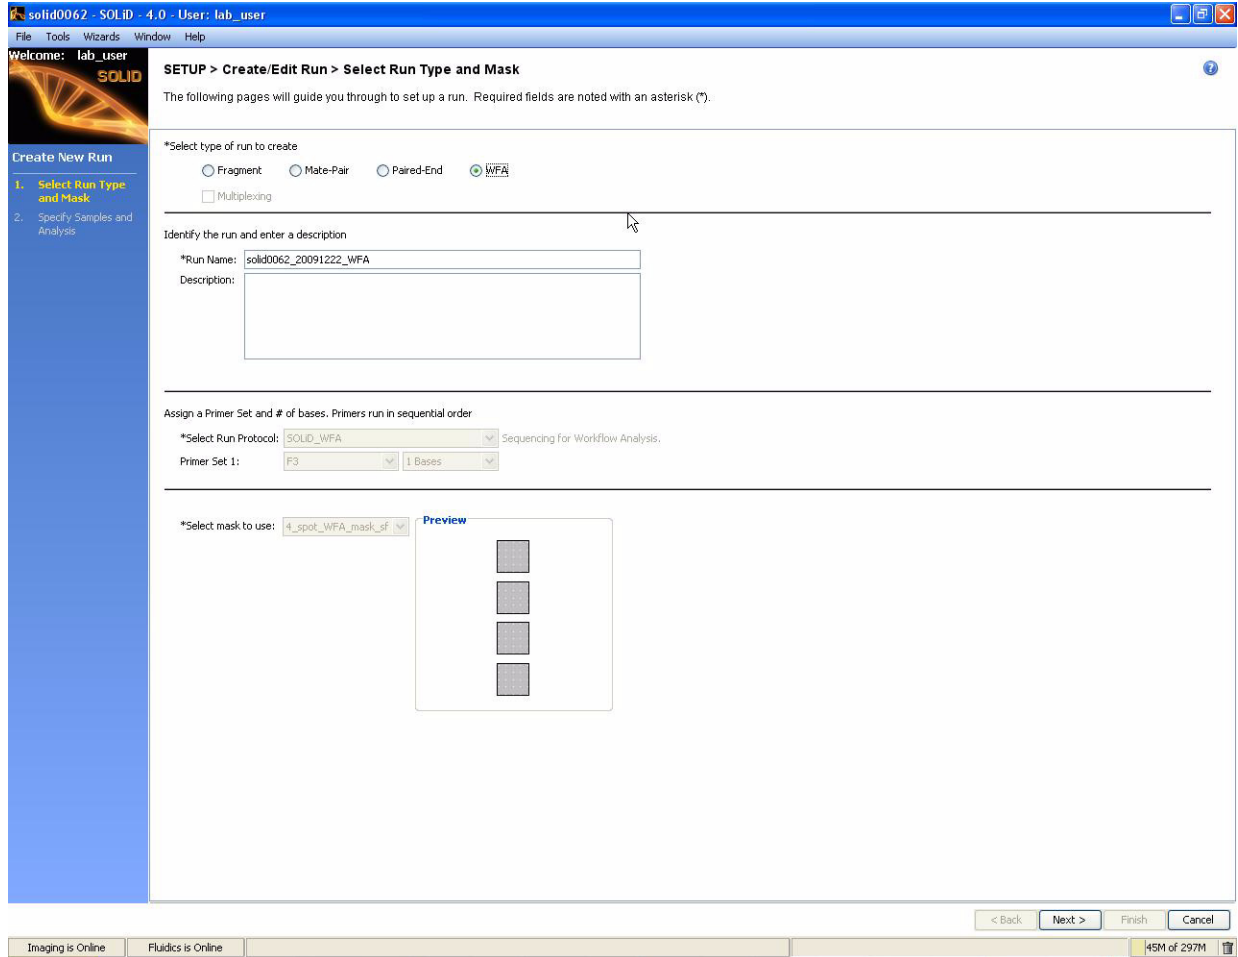 solid0062 - SOLiD - 4.0 - User: lab_user
File Tools Wizards Window Help
Welcome: lab_user
SOLiD
SETUP > Create/Edit Run > Select Run Type and Mask
The following pages will guide you through to set up a run. Required fields are noted with an asterisk (*).
Create New Run
1. Select Run Type and Mask
2. Specify Samples and Analysis
*Select type of run to create
Fragment Mate-Pair Paired-End WFA
Multiplexing
Identify the run and enter a description
*Run Name: solid0062_20091222_WFA
Description:
Assign a Primer Set and # of bases. Primers run in sequential order
*Select Run Protocol: SOLiD_WFA Sequencing for Workflow Analysis.
Primer Set 1: F3 1 Bases
*Select mask to use: 4_spot_WFA_mask_sf
Preview
< Back Next > Finish Cancel
Imaging is Online Fluidics is Online 45M of 297M